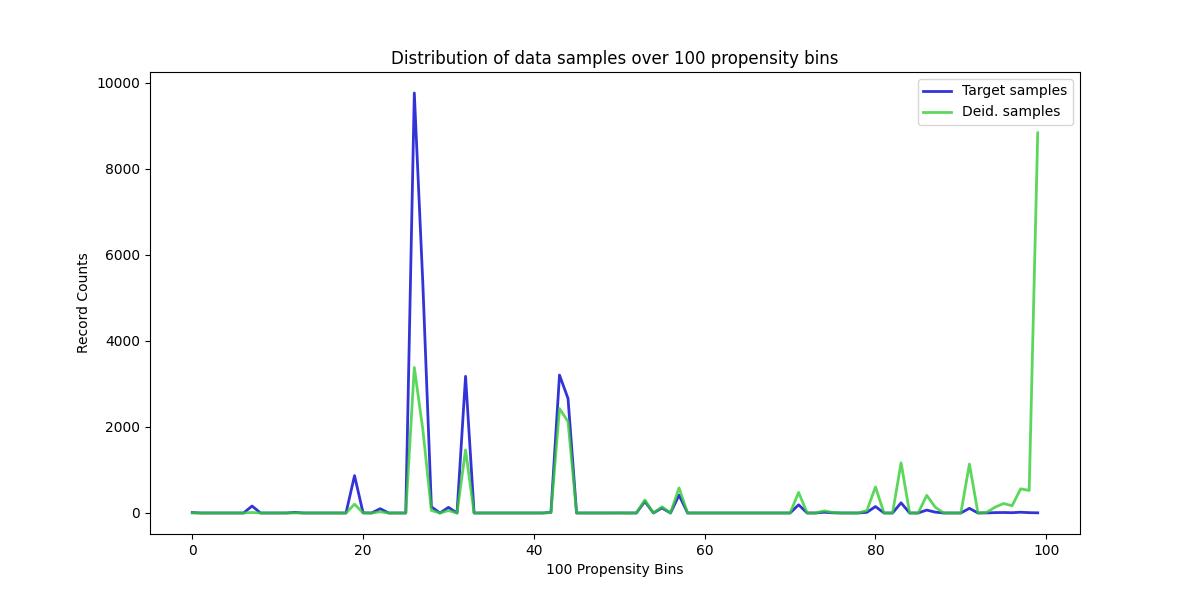 Distribution of data samples over 100 propensity bins
Target samples
Deid. samples
Record Counts
10000
8000
6000
4000
2000
0
0 20 40 60 80 100
100 Propensity Bins